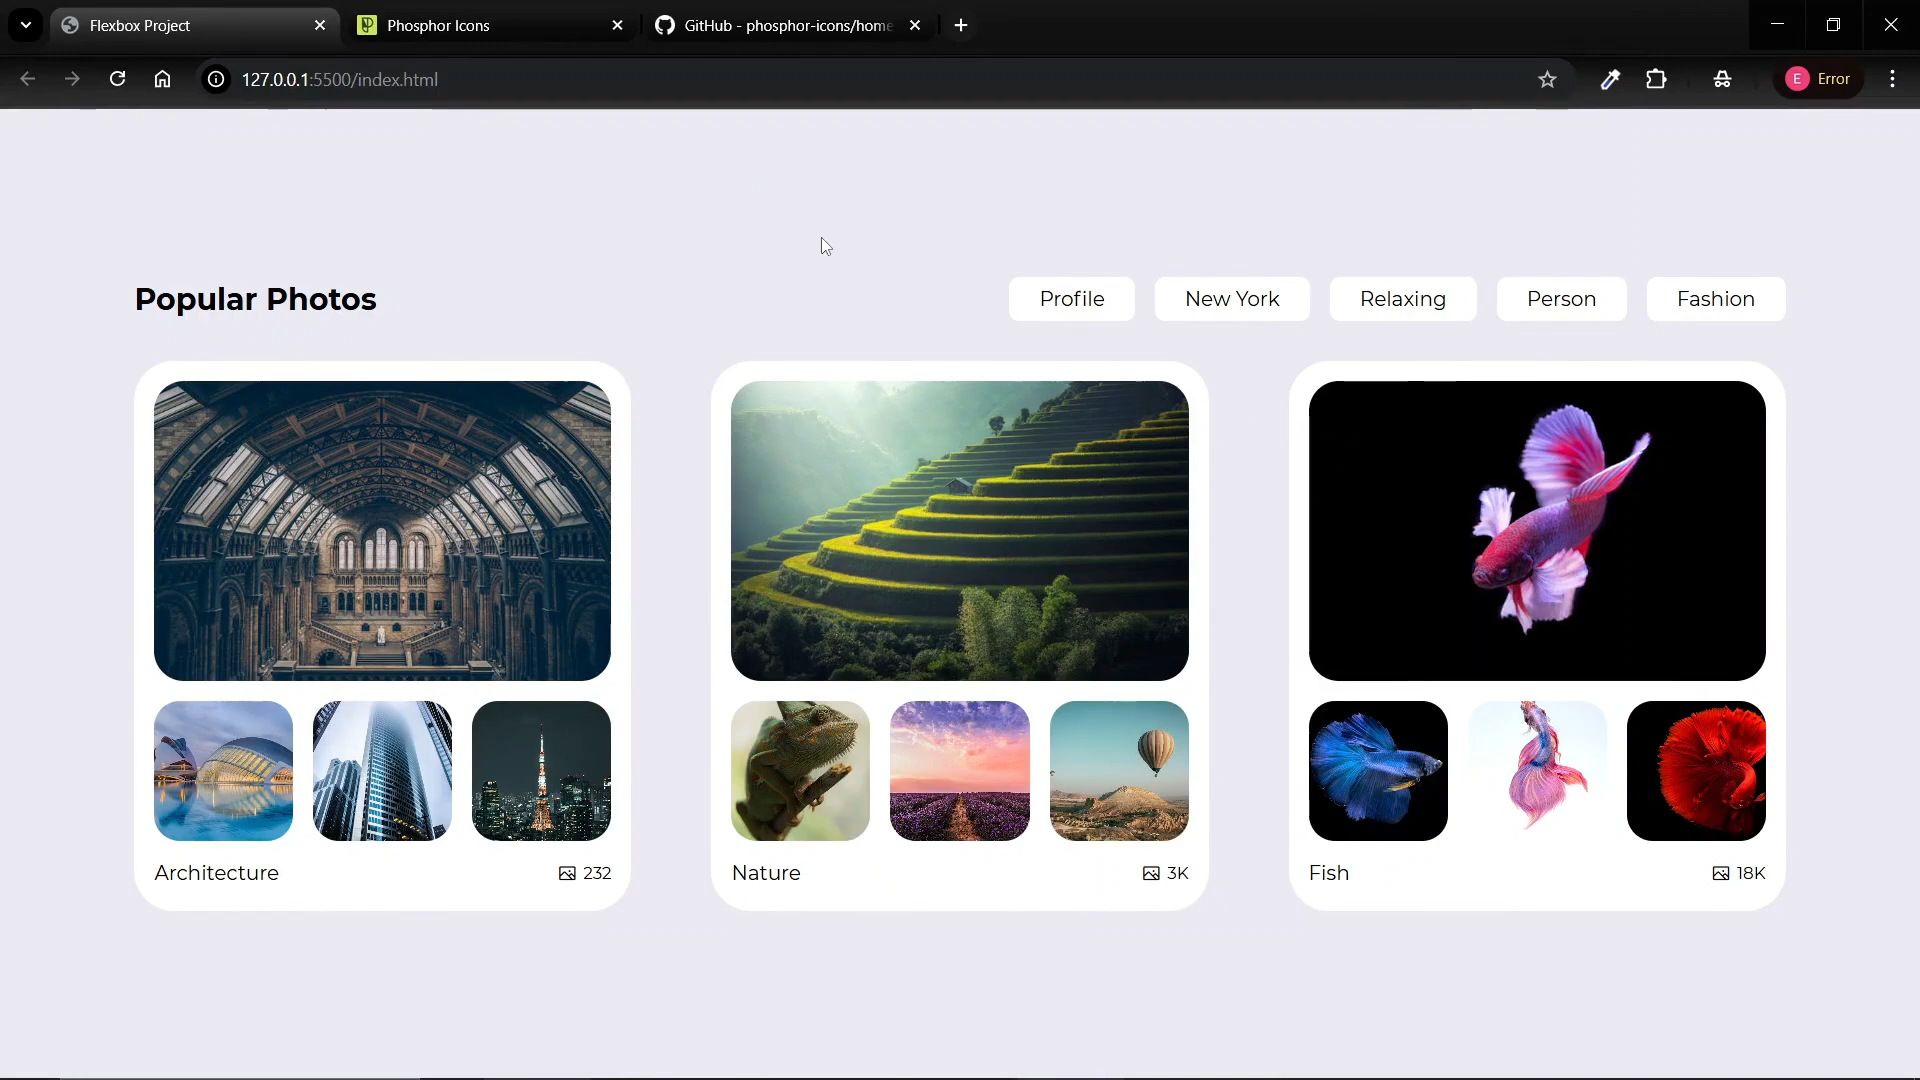 Flexbox Project
Phosphor Icons
GitHub - phosphor-icons/home
127.0.0.1:5500/index.html
E Error
Popular Photos
Profile
New York
Relaxing
Person
Fashion
Architecture
232
Nature
3K
Fish
18K